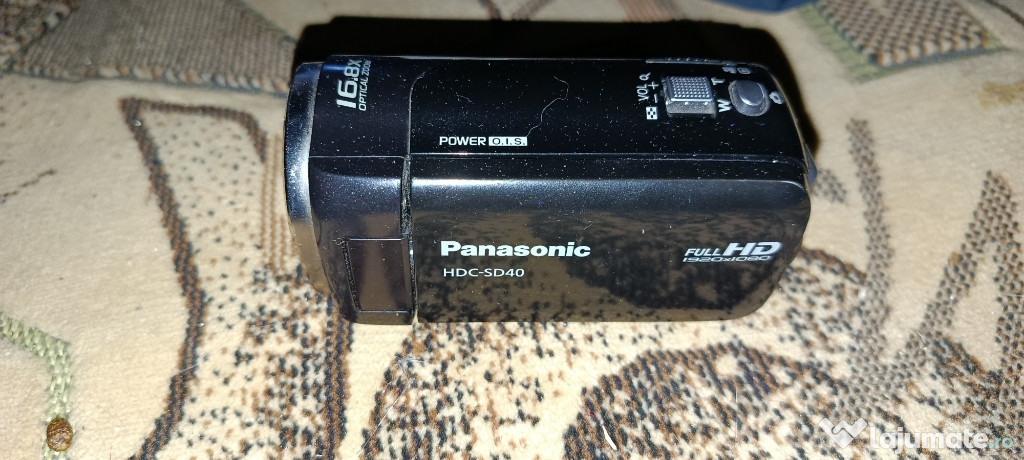 16.8X
OPTICAL ZOOM
VOL
W
T
POWER O.I.S.
Panasonic
HDC-SD40
FULL HD
1920x1080
lajumate.ro